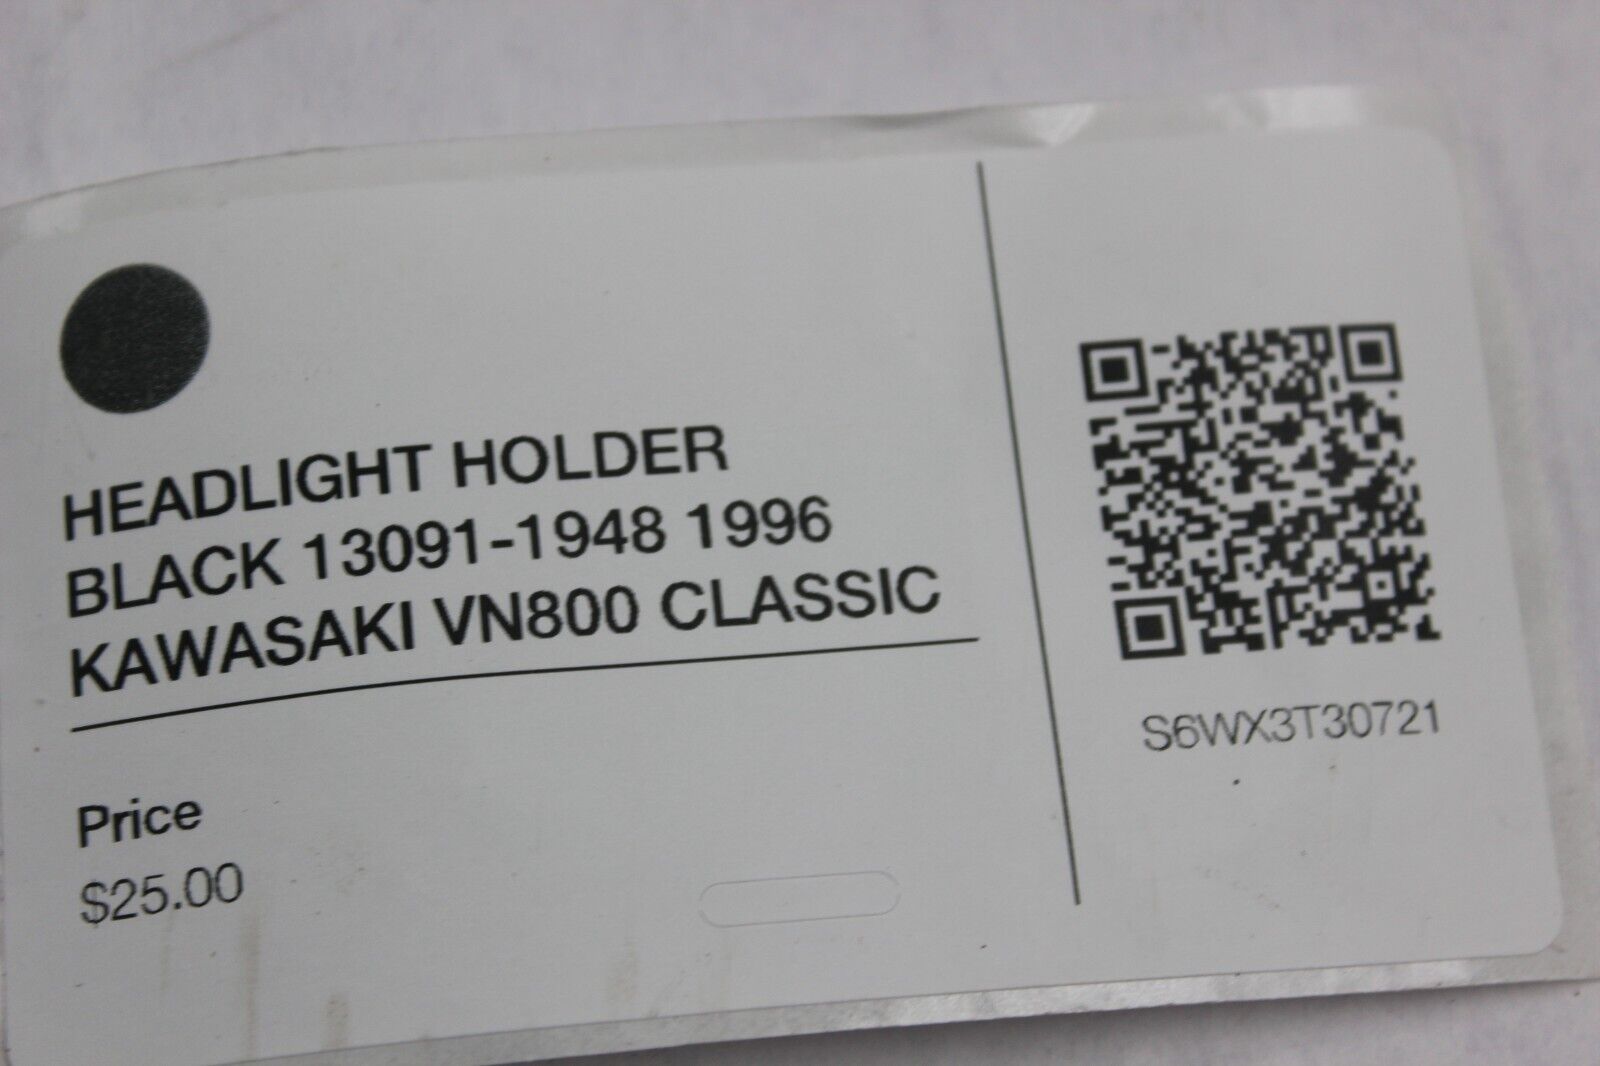 HEADLIGHT HOLDER
BLACK 13091-1948 1996
KAWASAKI VN800 CLASSIC
Price
$25.00
S6WX3T30721